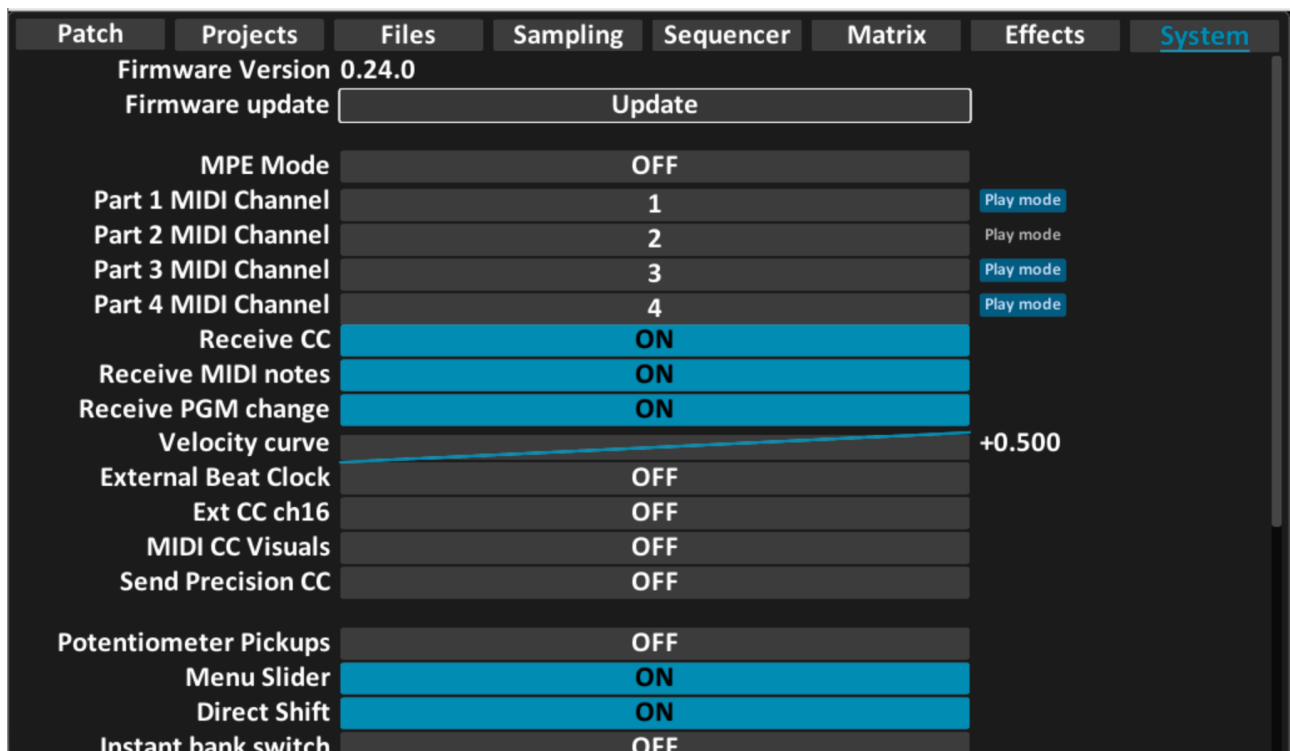 Patch Projects Files Sampling Sequencer Matrix Effects System
Firmware Version 0.24.0
Firmware update Update
MPE Mode OFF
Part 1 MIDI Channel 1 Play mode
Part 2 MIDI Channel 2 Play mode
Part 3 MIDI Channel 3 Play mode
Part 4 MIDI Channel 4 Play mode
Receive CC ON
Receive MIDI notes ON
Receive PGM change ON
Velocity curve +0.500
External Beat Clock OFF
Ext CC ch16 OFF
MIDI CC Visuals OFF
Send Precision CC OFF
Potentiometer Pickups OFF
Menu Slider ON
Direct Shift ON
Instant bank switch OFF